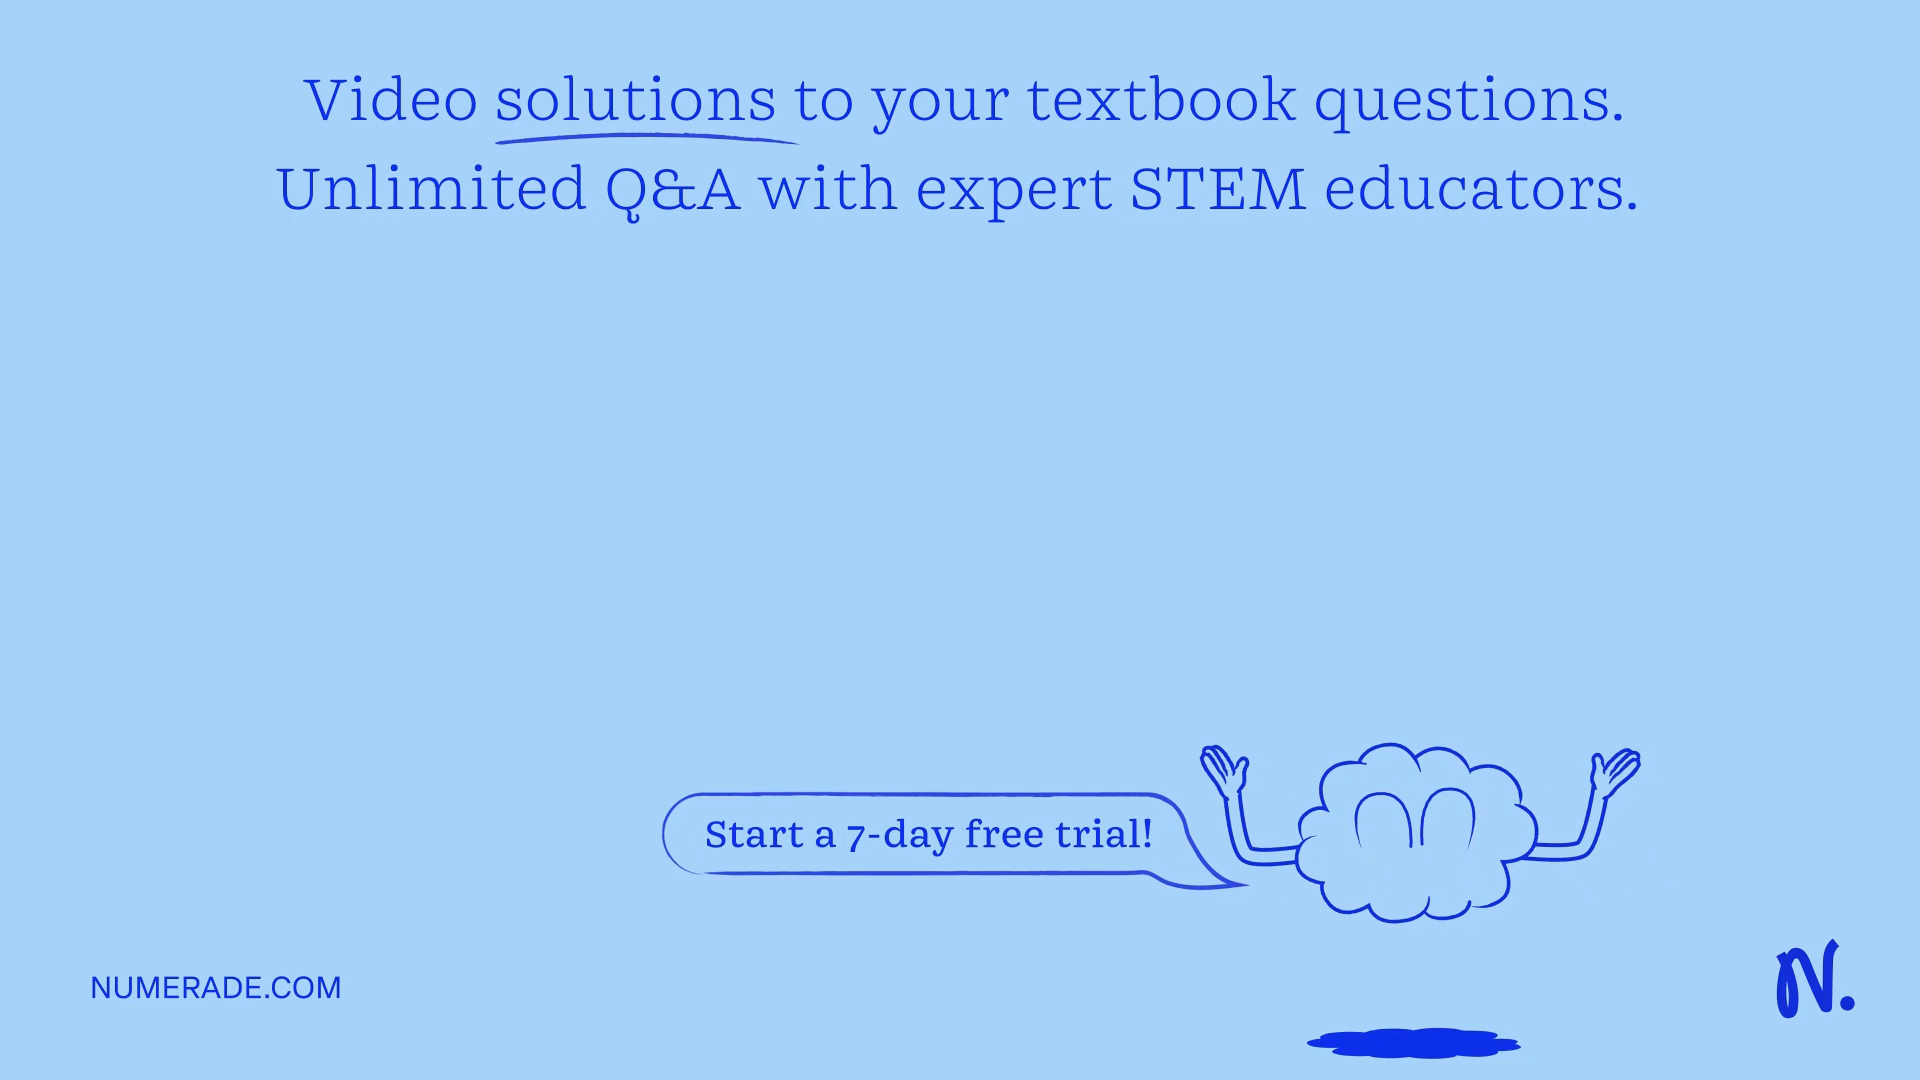 Video solutions to your textbook questions.
Unlimited Q&A with expert STEM educators.
Start a 7-day free trial!
NUMERADE.COM
N.